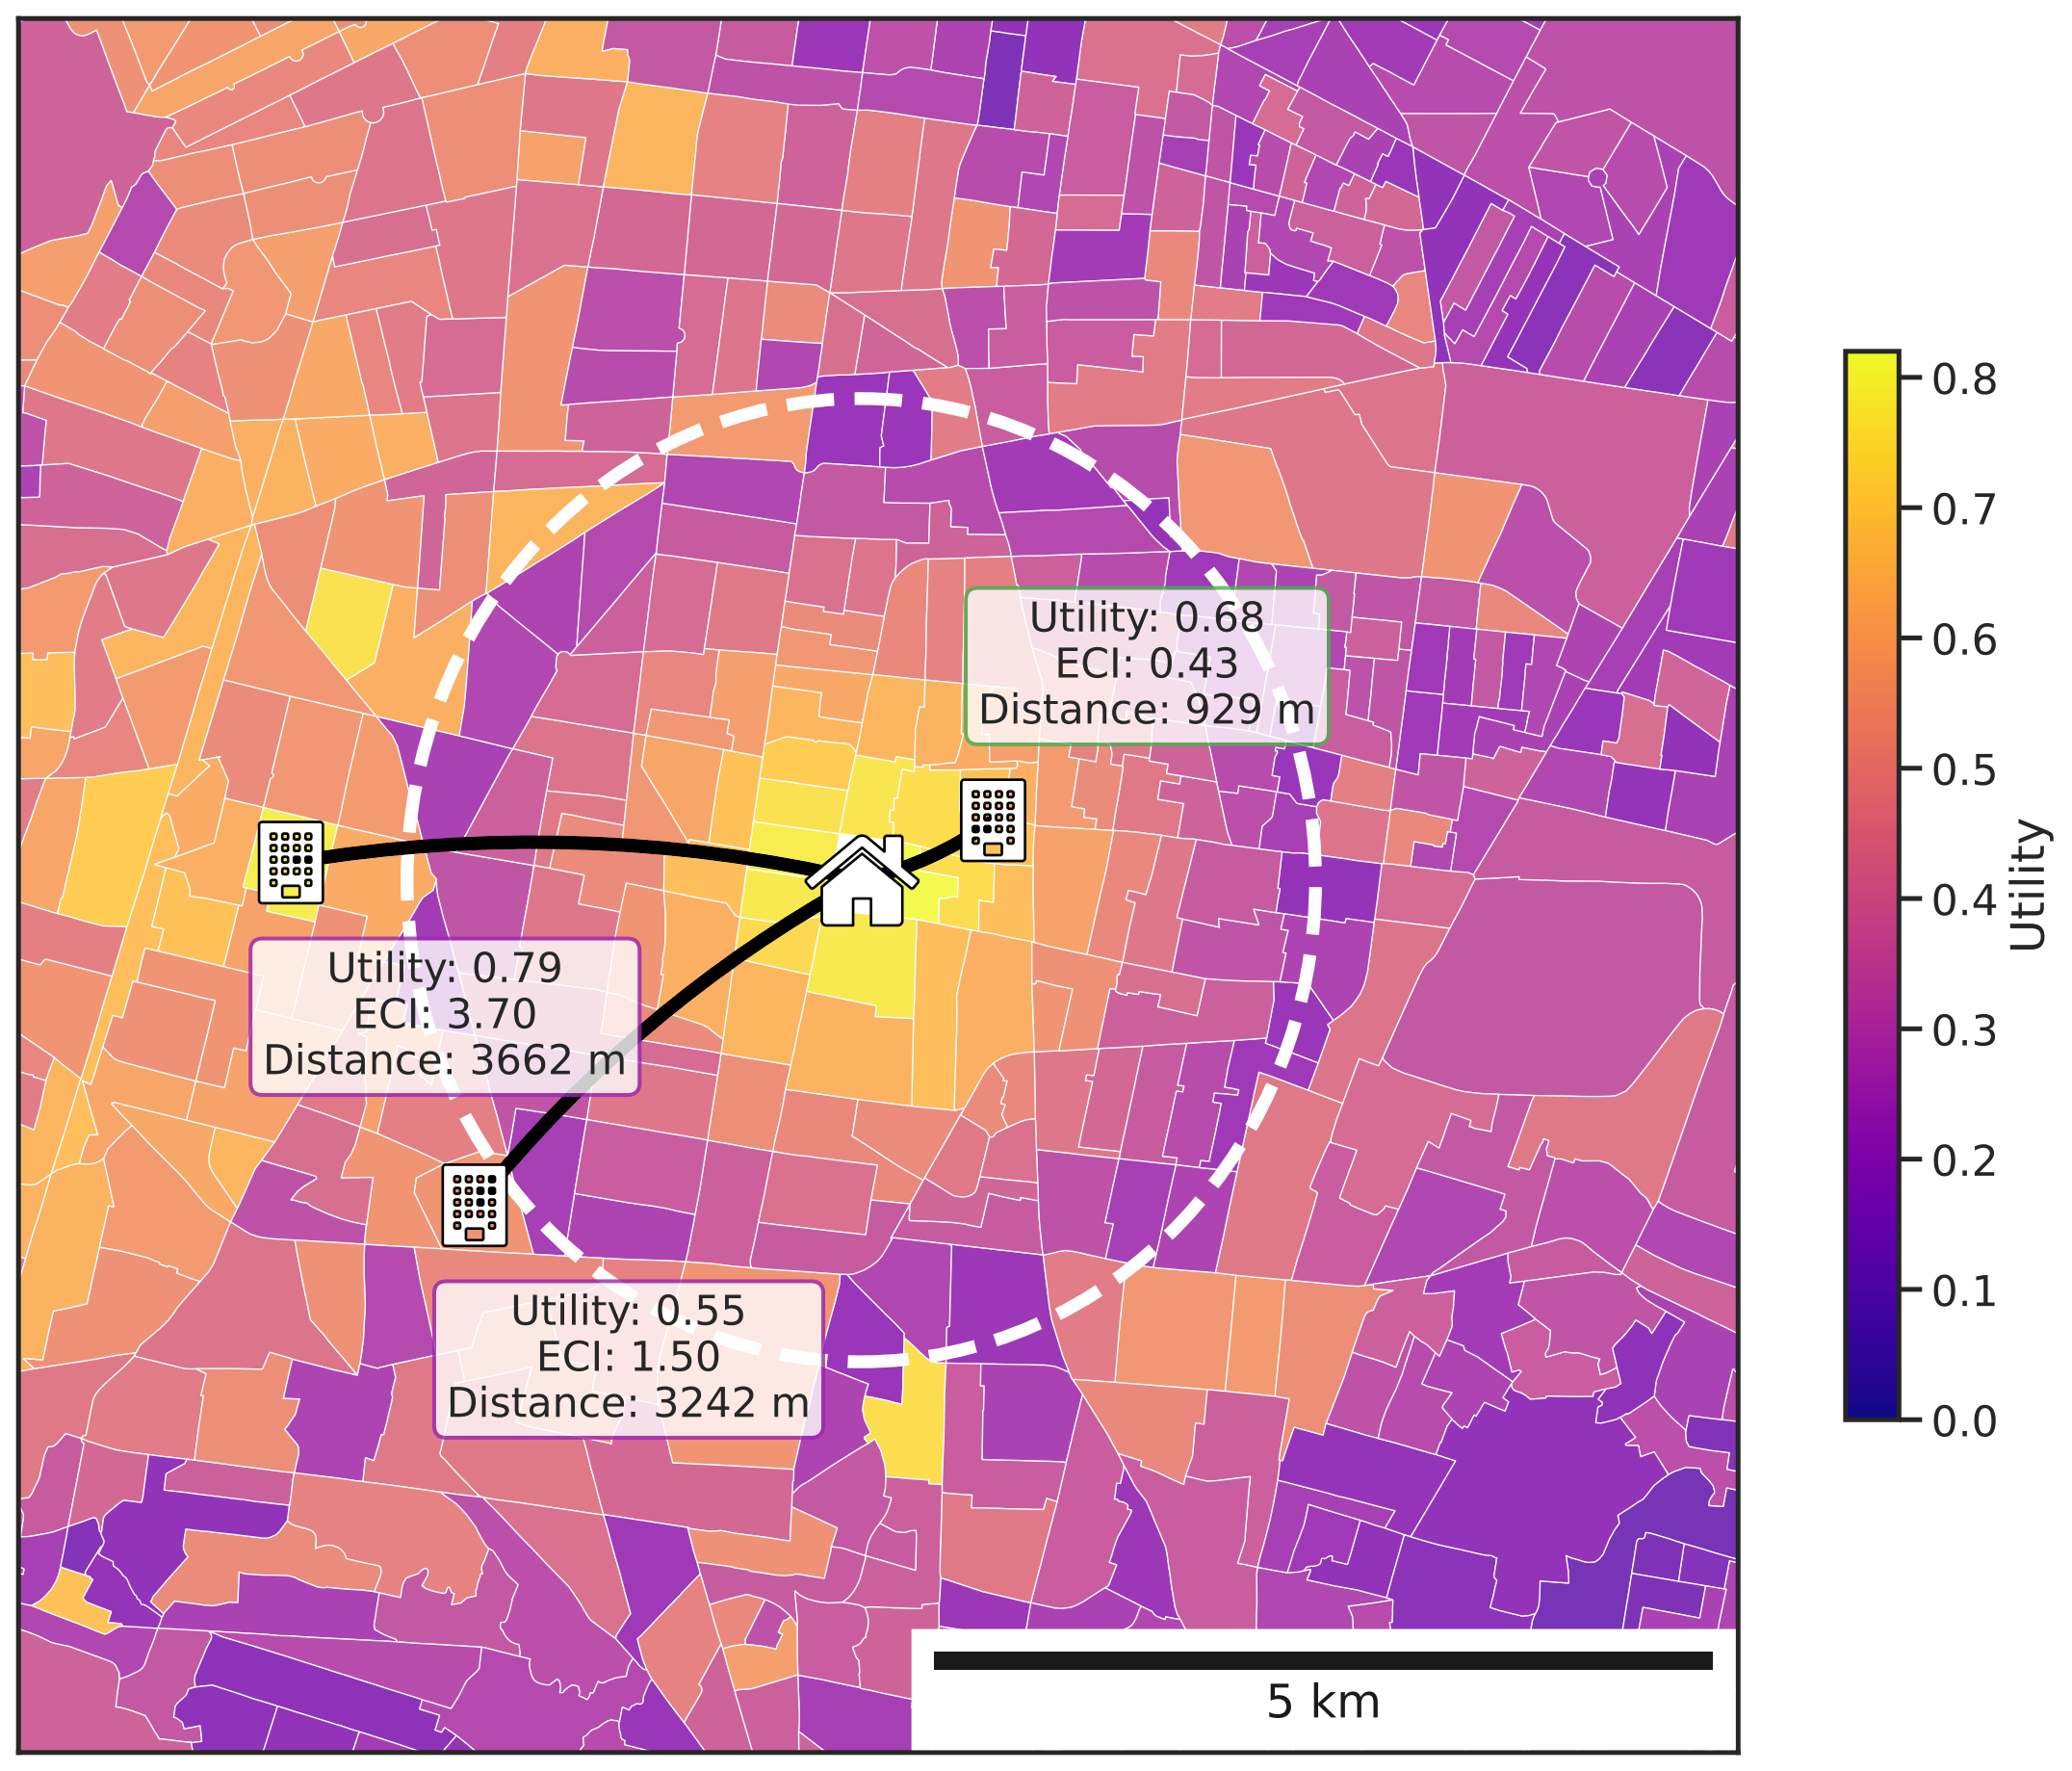 Utility: 0.68
ECI: 0.43
Distance: 929 m
Utility: 0.79
ECI: 3.70
Distance: 3662 m
Utility: 0.55
ECI: 1.50
Distance: 3242 m
5 km
0.8
0.7
0.6
0.5
0.4
0.3
0.2
0.1
0.0
Utility